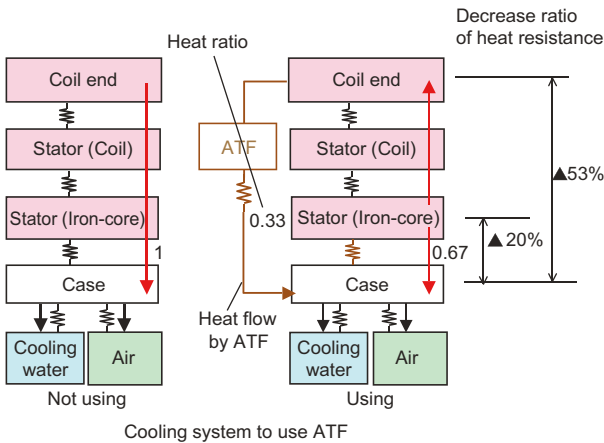 Decrease ratio
of heat resistance
Heat ratio
Coil end
Stator (Coil)
Stator (Iron-core)
1
Case
Cooling
water
Air
Not using
ATF
0.33
Heat flow
by ATF
Coil end
Stator (Coil)
Stator (Iron-core)
0.67
Case
Cooling
water
Air
Using
▲53%
▲20%
Cooling system to use ATF